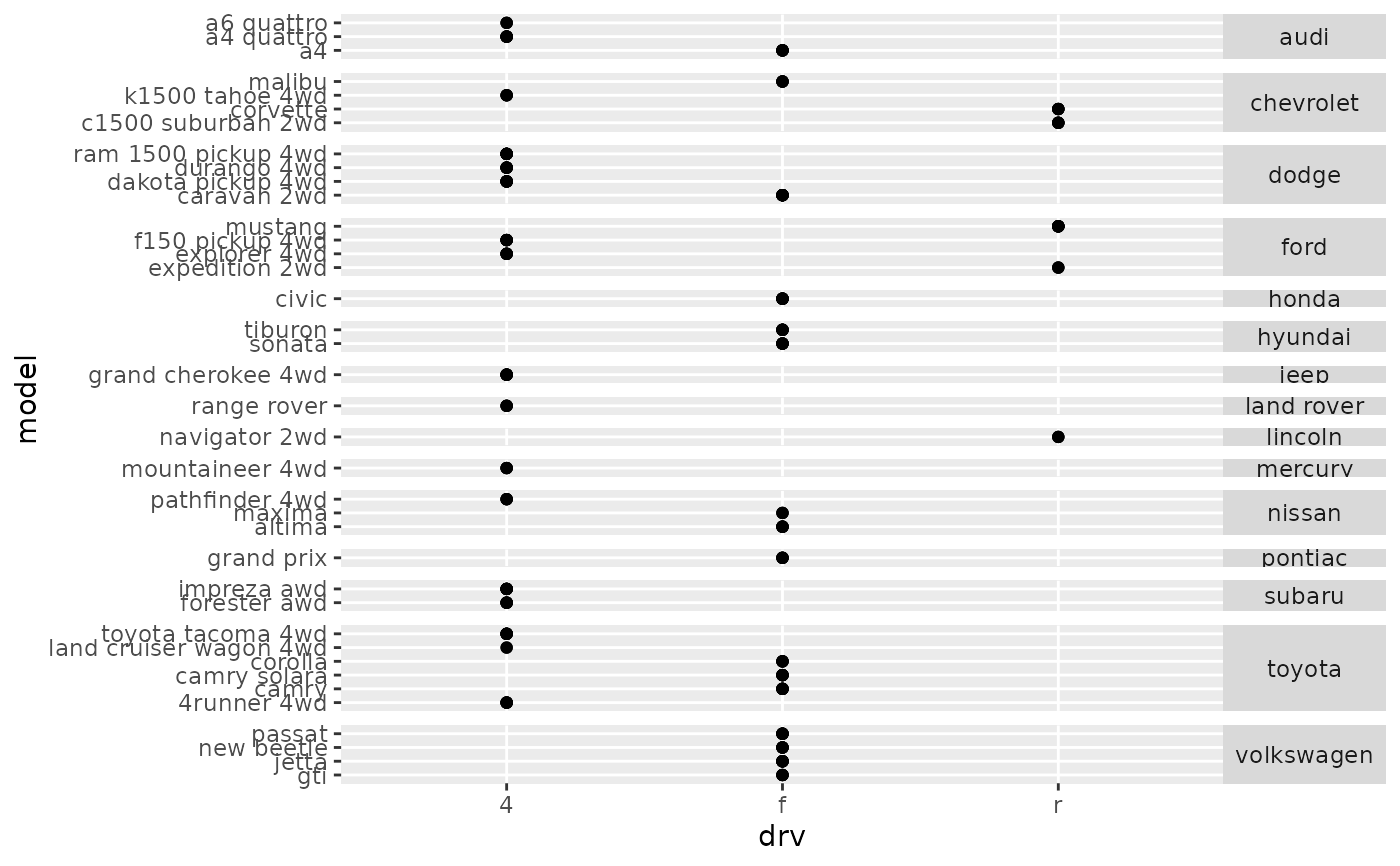 a6 quattro
a4 quattro
a4
audi
malibu
k1500 tahoe 4wd
corvette
c1500 suburban 2wd
chevrolet
ram 1500 pickup 4wd
durango 4wd
dakota pickup 4wd
caravan 2wd
dodge
mustang
f150 pickup 4wd
explorer 4wd
expedition 2wd
ford
civic
honda
tiburon
sonata
hyundai
grand cherokee 4wd
jeep
range rover
land rover
navigator 2wd
lincoln
mountaineer 4wd
mercury
pathfinder 4wd
maxima
altima
nissan
grand prix
pontiac
impreza awd
forester awd
subaru
toyota tacoma 4wd
land cruiser wagon 4wd
corolla
camry solara
camry
4runner 4wd
toyota
passat
new beetle
jetta
gti
volkswagen
model
4 f r
drv